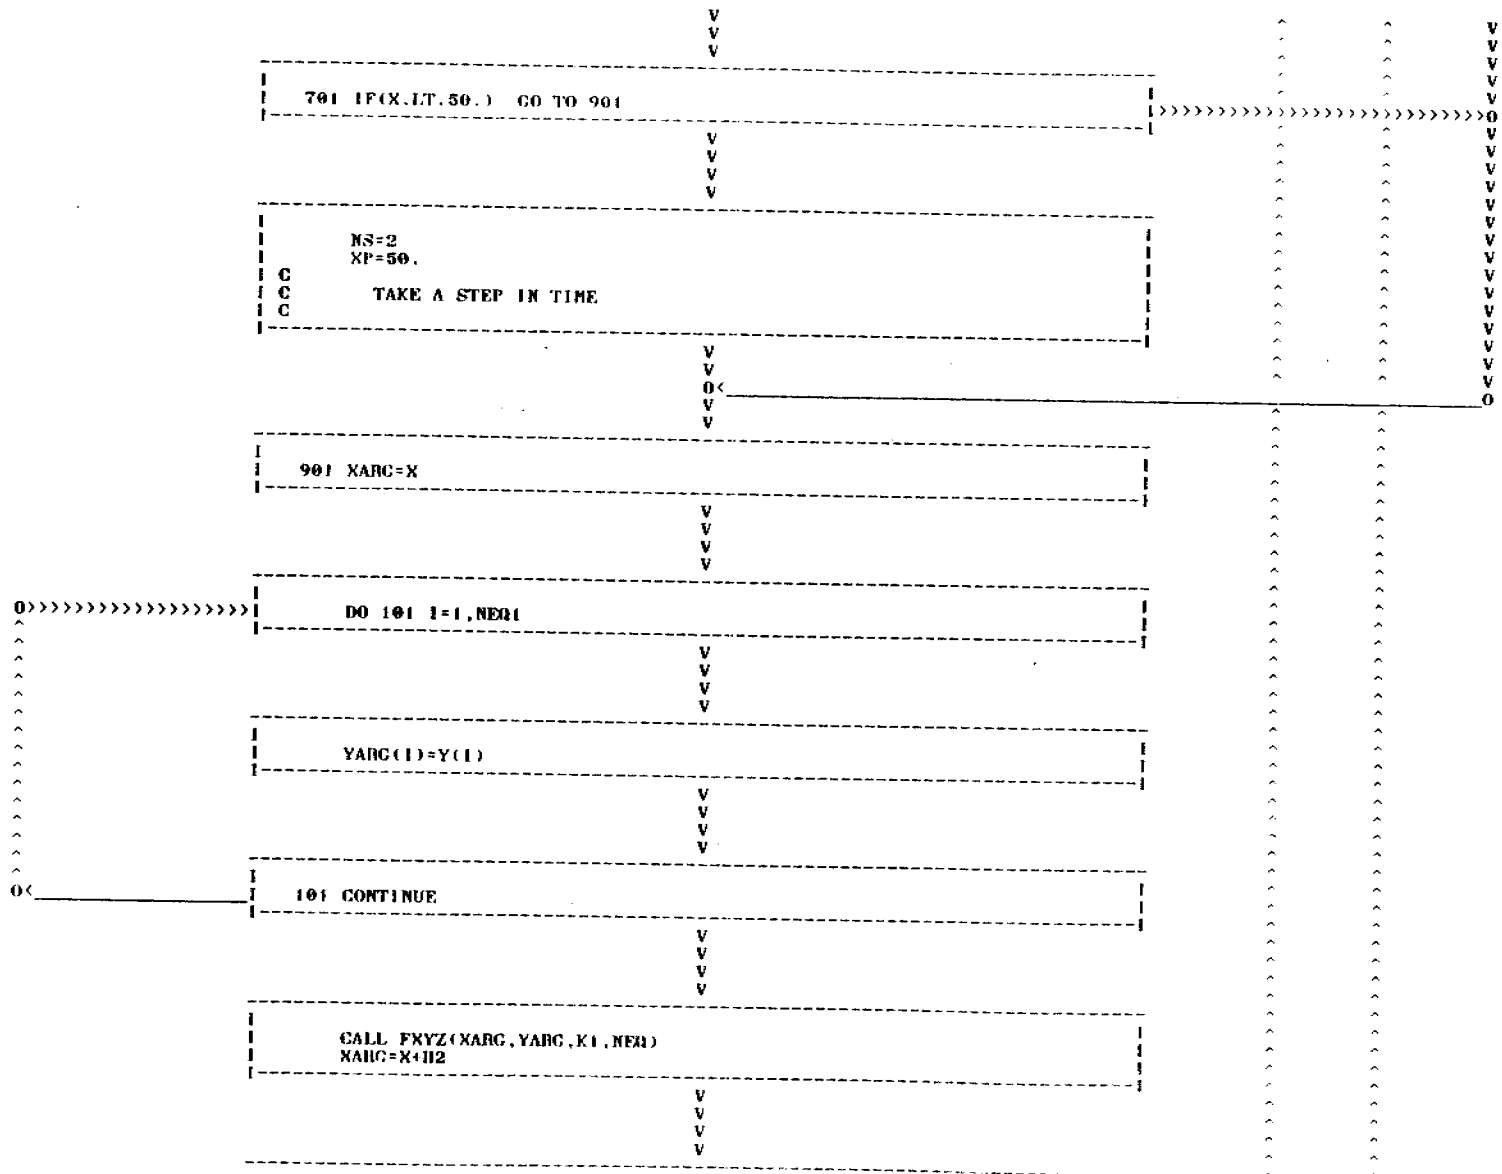 701 IF(X.LT.50.) GO TO 901
NS=2
XP=50.
C
C TAKE A STEP IN TIME
C
901 XARG=X
DO 101 I=1,NEQ1
YARG(I)=Y(I)
101 CONTINUE
CALL FXYZ(XARG,YARG,K1,NEQ)
XARG=X+H2